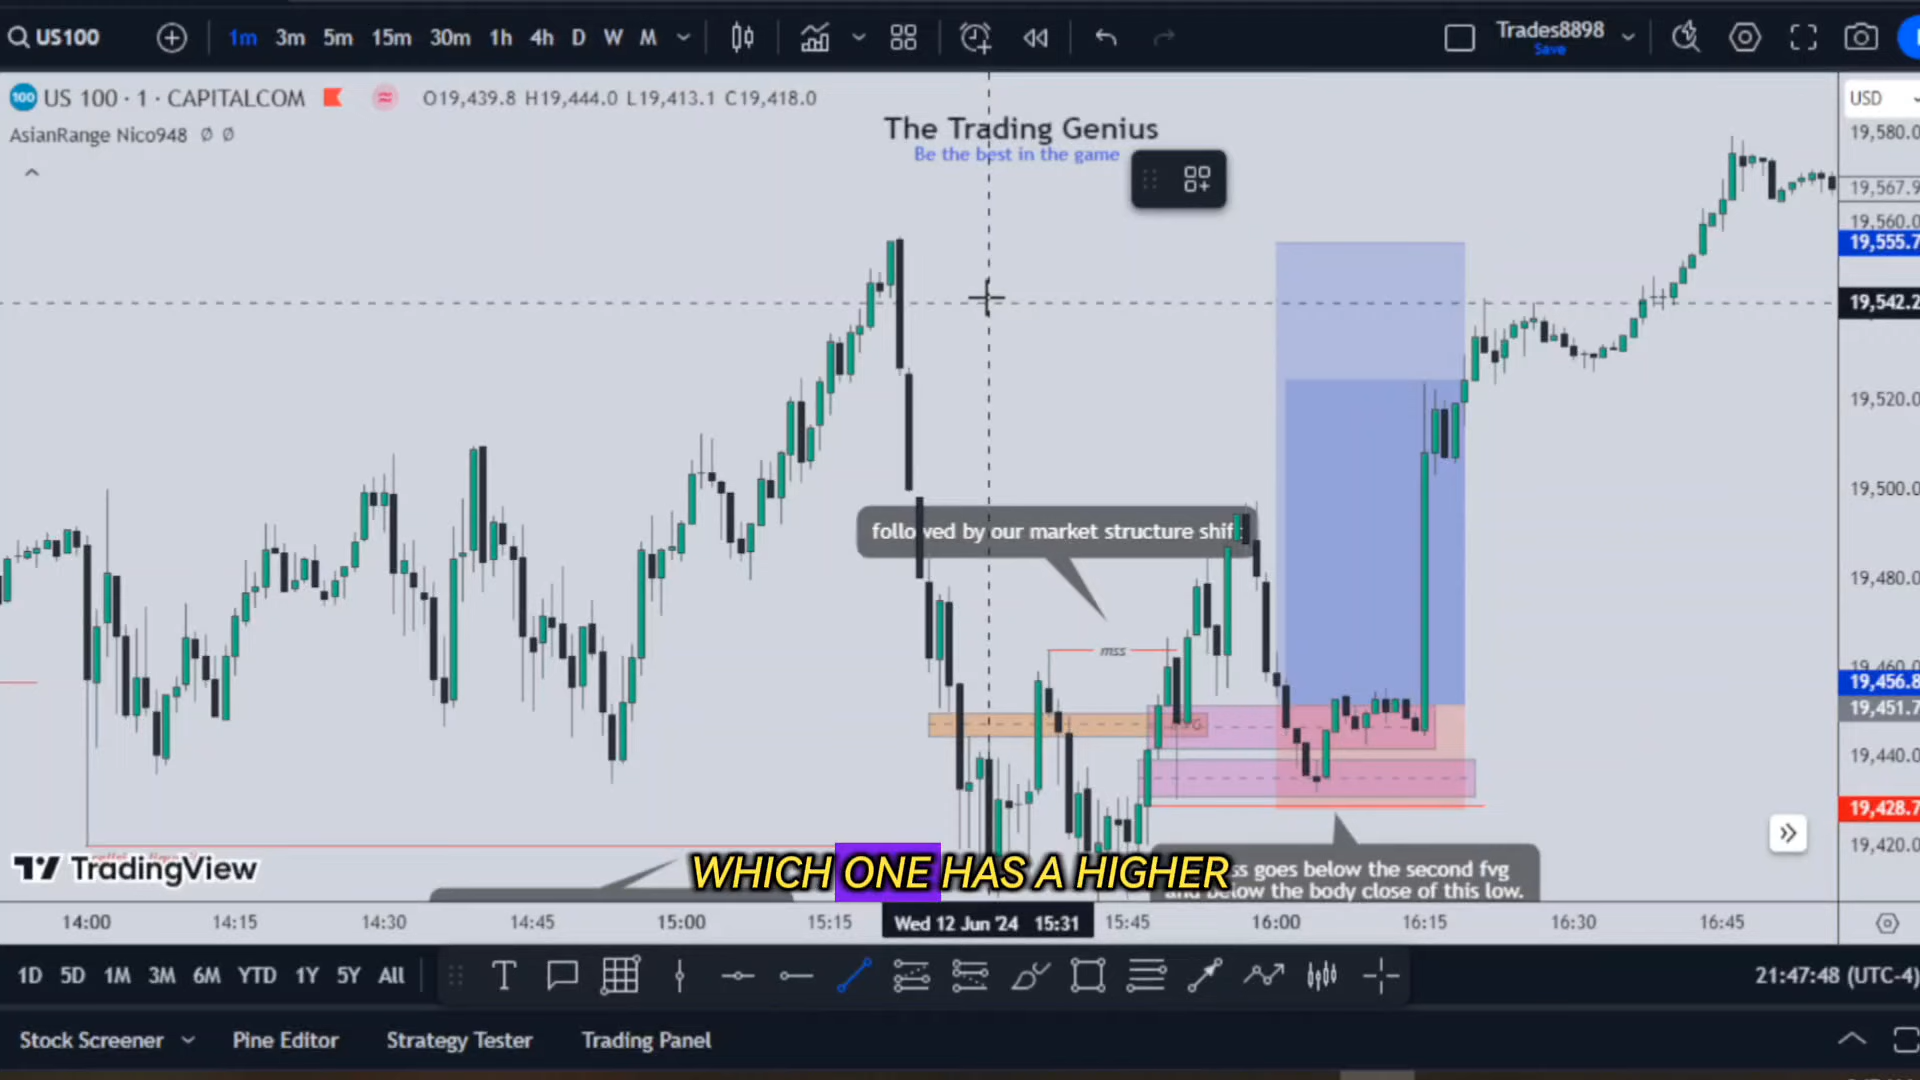 US100
1m 3m 5m 15m 30m 1h 4h D W M
Trades8898
Save
100 US 100 · 1 · CAPITALCOM
O19,439.8 H19,444.0 L19,413.1 C19,418.0
USD
AsianRange Nico948
The Trading Genius
Be the best in the game
19,580.0
19,567.9
19,560.0
19,555.7
19,542.2
19,520.0
19,500.0
followed by our market structure shift
19,480.0
mss
19,460.0
19,456.8
19,451.7
19,440.0
19,428.7
19,420.0
TradingView
WHICH ONE HAS A HIGHER
goes below the second fvg
and below the body close of this low.
14:00 14:15 14:30 14:45 15:00 15:15 Wed 12 Jun '24 15:31 15:45 16:00 16:15 16:30 16:45
1D 5D 1M 3M 6M YTD 1Y 5Y All
21:47:48 (UTC-4)
Stock Screener Pine Editor Strategy Tester Trading Panel